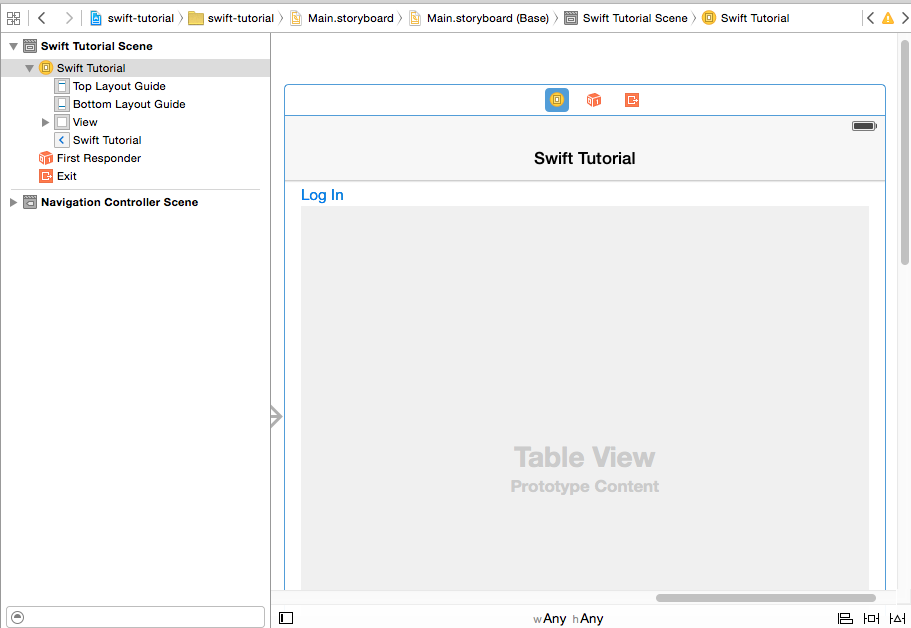 swift-tutorial swift-tutorial Main.storyboard Main.storyboard (Base) Swift Tutorial Scene Swift Tutorial
Swift Tutorial Scene
Swift Tutorial
Top Layout Guide
Bottom Layout Guide
View
Swift Tutorial
First Responder
Exit
Navigation Controller Scene
Swift Tutorial
Log In
Table View
Prototype Content
wAny hAny